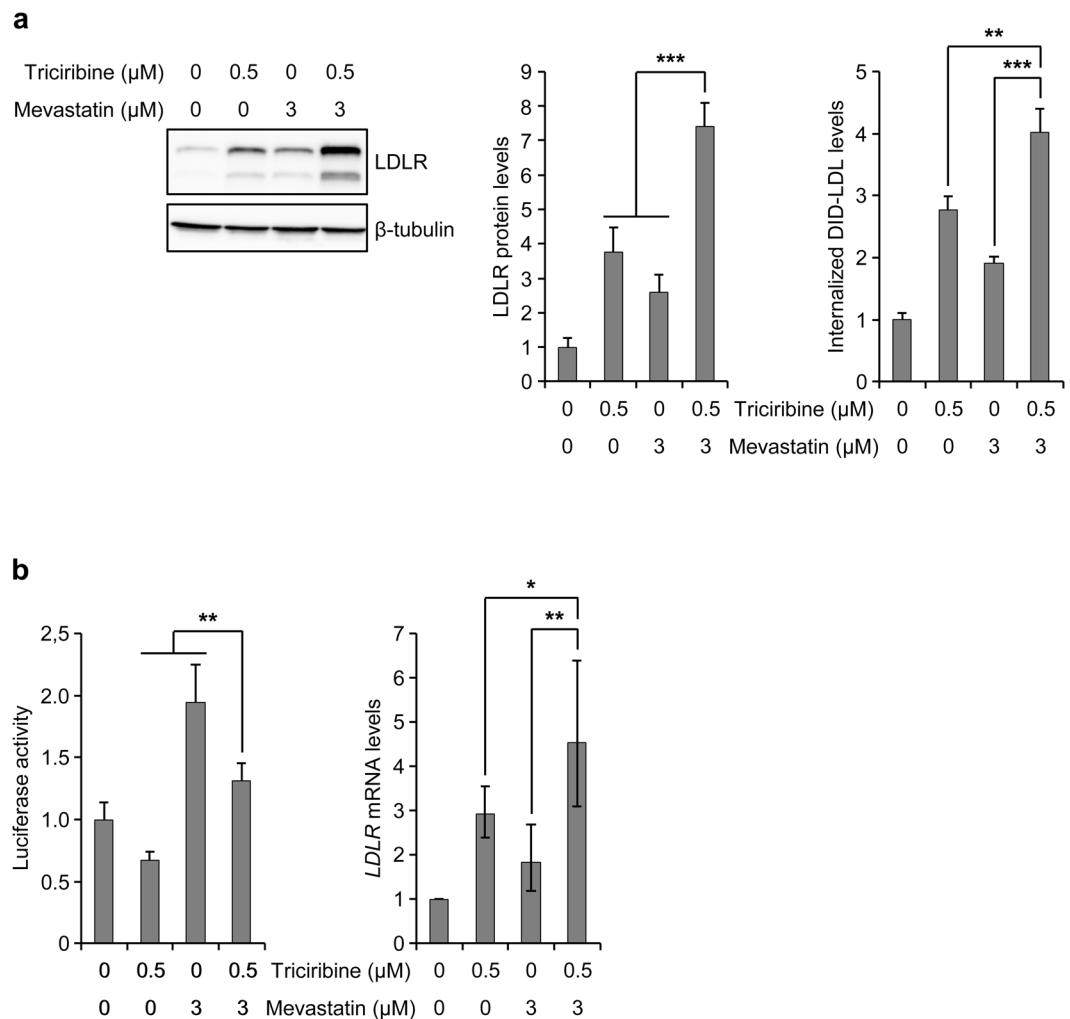 a
Triciribine (µM) 0 0.5 0 0.5
Mevastatin (µM) 0 0 3 3
LDLR
β-tubulin
***
LDLR protein levels
9
8
7
6
5
4
3
2
1
0
**
***
Internalized DID-LDL levels
5
4
3
2
1
0
0 0.5 0 0.5 Triciribine (µM) 0 0.5 0 0.5
0 0 3 3 Mevastatin (µM) 0 0 3 3
b
**
Luciferase activity
2,5
2.0
1.5
1.0
0.5
0
*
**
LDLR mRNA levels
7
6
5
4
3
2
1
0
0 0.5 0 0.5 Triciribine (µM) 0 0.5 0 0.5
0 0 3 3 Mevastatin (µM) 0 0 3 3